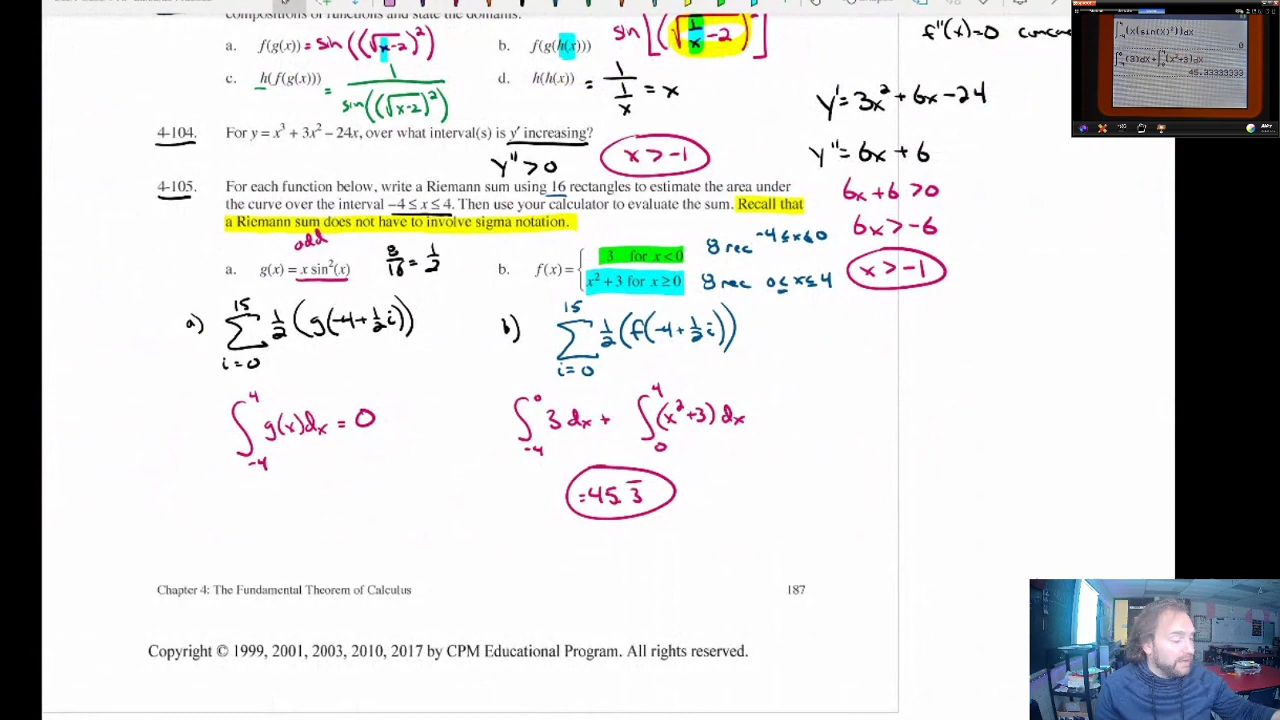 compositions of functions and state the domains.
a. f(g(x)) = sin((√x-2)²)
b. f(g(h(x))) sin[(√1/x -2)²]
c. h(f(g(x))) = 1/sin((√x-2)²)
d. h(h(x)) = 1/(1/x) = x
f''(x)=0
y' = 3x² + 6x - 24
y'' = 6x + 6
6x + 6 > 0
6x > -6
x > -1
4-104. For y = x³ + 3x² − 24x, over what interval(s) is y′ increasing?
y'' > 0
x > -1
4-105. For each function below, write a Riemann sum using 16 rectangles to estimate the area under
the curve over the interval −4 ≤ x ≤ 4. Then use your calculator to evaluate the sum. Recall that
a Riemann sum does not have to involve sigma notation.
odd
a. g(x) = x sin²(x)
8/16 = 1/2
b. f(x) = { 3 for x < 0
x² + 3 for x ≥ 0
8 rec -4≤x≤0
8 rec 0≤x≤4
a) 15 Σ i=0 1/2 (g(-4+1/2 i))
b) 15 Σ i=0 1/2 (f(-4+1/2 i))
∫ -4 4 g(x)dx = 0
∫ -4 0 3 dx + ∫ 0 4 (x²+3) dx
= 45.3̅
Chapter 4: The Fundamental Theorem of Calculus
187
Copyright © 1999, 2001, 2003, 2010, 2017 by CPM Educational Program. All rights reserved.